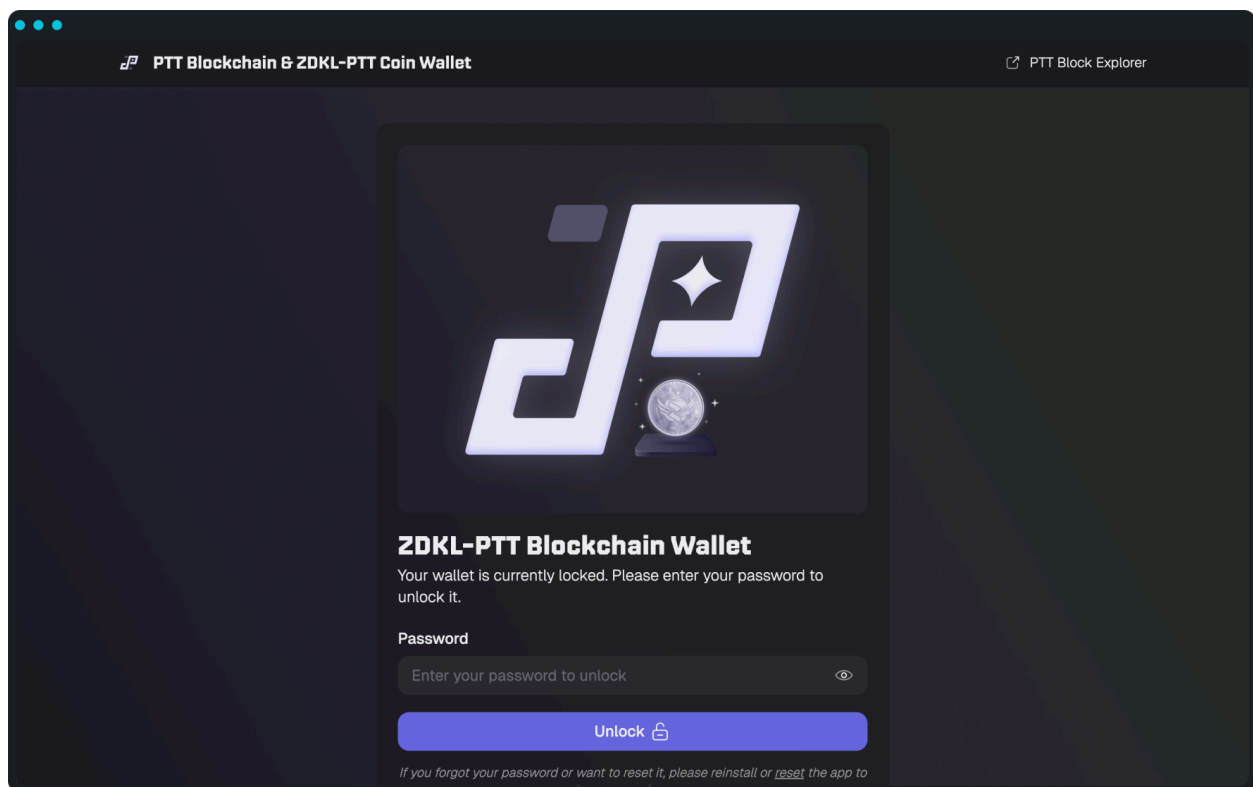 PTT Blockchain & ZDKL-PTT Coin Wallet
PTT Block Explorer
ZDKL-PTT Blockchain Wallet
Your wallet is currently locked. Please enter your password to
unlock it.
Password
Enter your password to unlock
Unlock
If you forgot your password or want to reset it, please reinstall or reset the app to